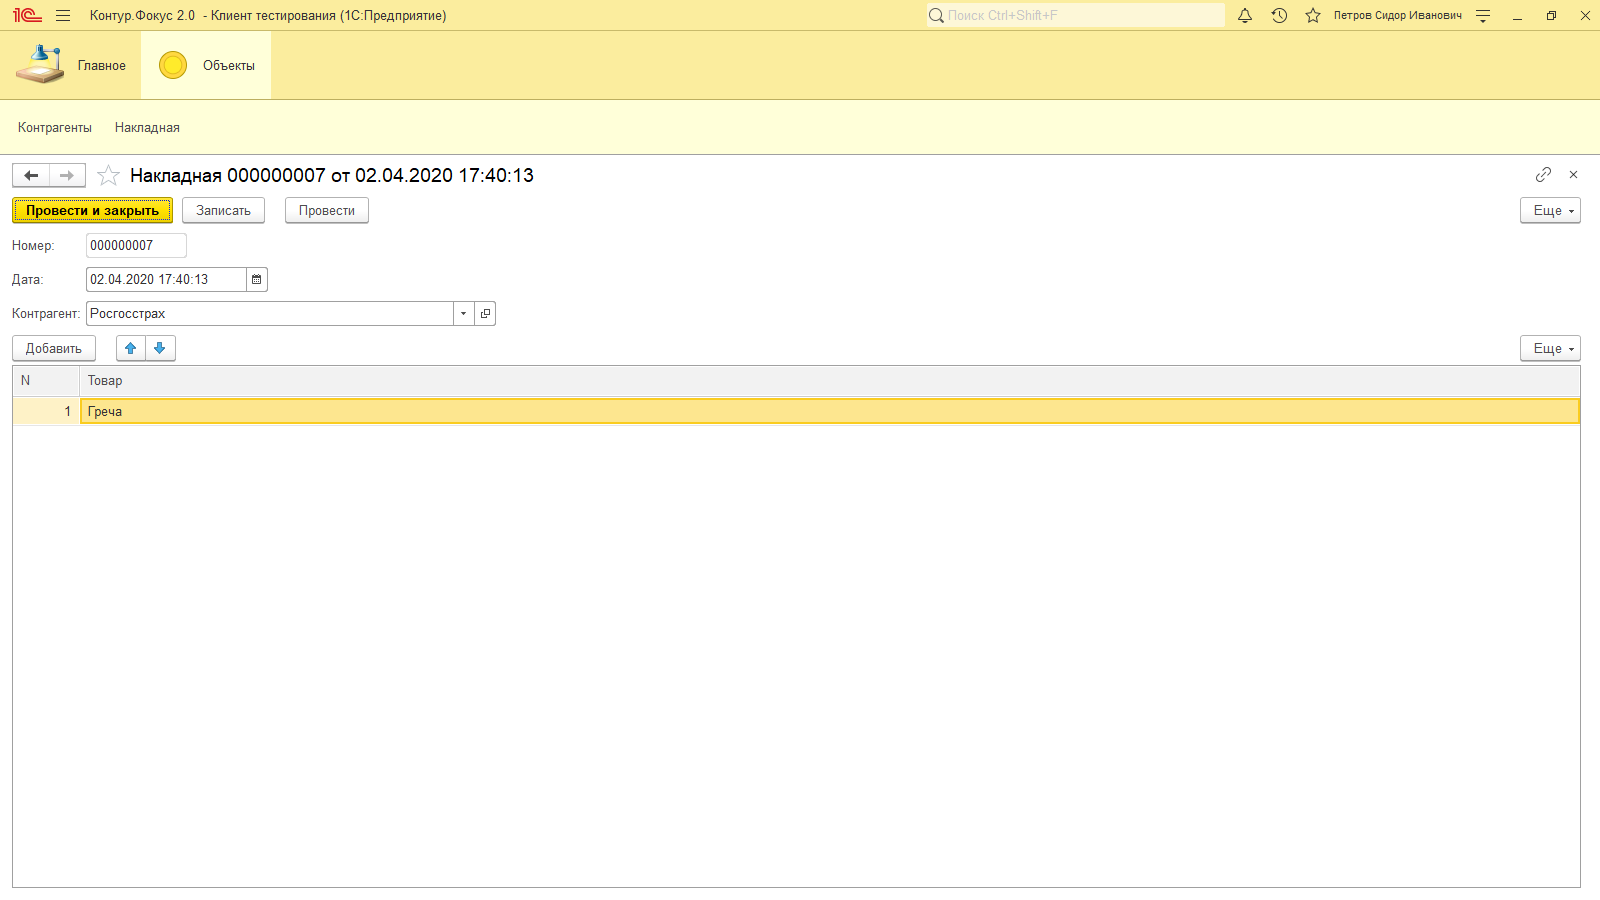 1С Контур.Фокус 2.0 - Клиент тестирования (1С:Предприятие) Поиск Ctrl+Shift+F Петров Сидор Иванович
Главное Объекты
Контрагенты Накладная
Накладная 000000007 от 02.04.2020 17:40:13
Провести и закрыть Записать Провести Еще
Номер: 000000007
Дата: 02.04.2020 17:40:13
Контрагент: Росгосстрах
Добавить Еще
N Товар
1 Греча